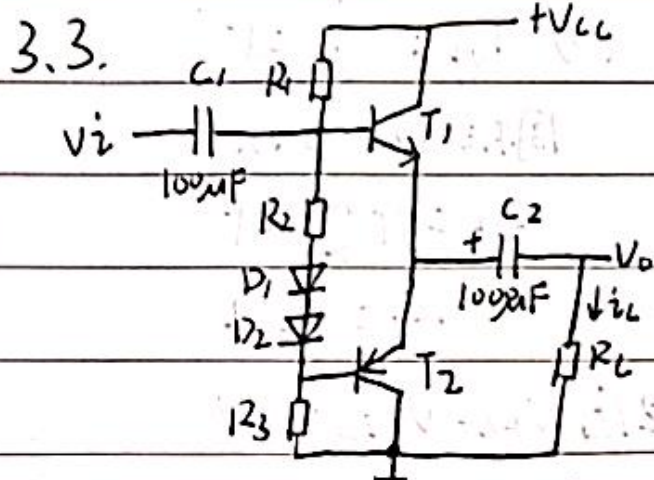 3.3.
+VCC
C1 R1
Vi
T1
100μF
R2
C2
+
Vo
D1
100μF
↓iL
D2
T2
RL
R3